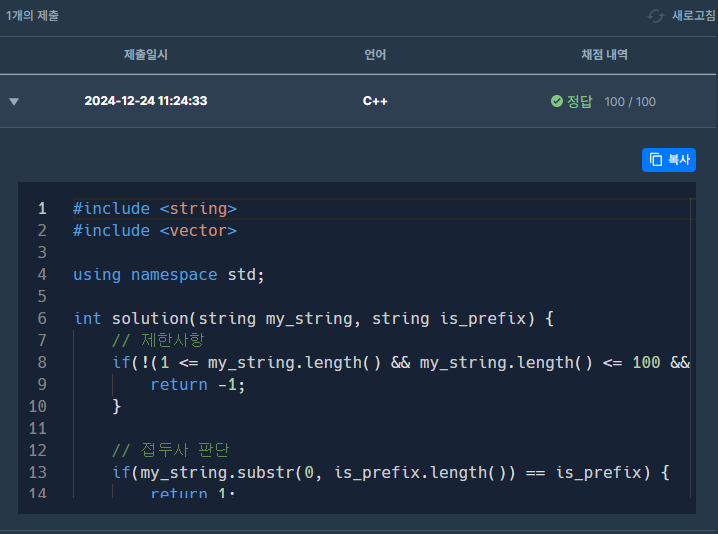 1개의 제출 새로고침
제출일시 언어 채점 내역
2024-12-24 11:24:33 C++ 정답 100 / 100
복사
1 #include <string>
2 #include <vector>
3
4 using namespace std;
5
6 int solution(string my_string, string is_prefix) {
7 // 제한사항
8 if(!(1 <= my_string.length() && my_string.length() <= 100 &&
9 return -1;
10 }
11
12 // 접두사 판단
13 if(my_string.substr(0, is_prefix.length()) == is_prefix) {
14 return 1;